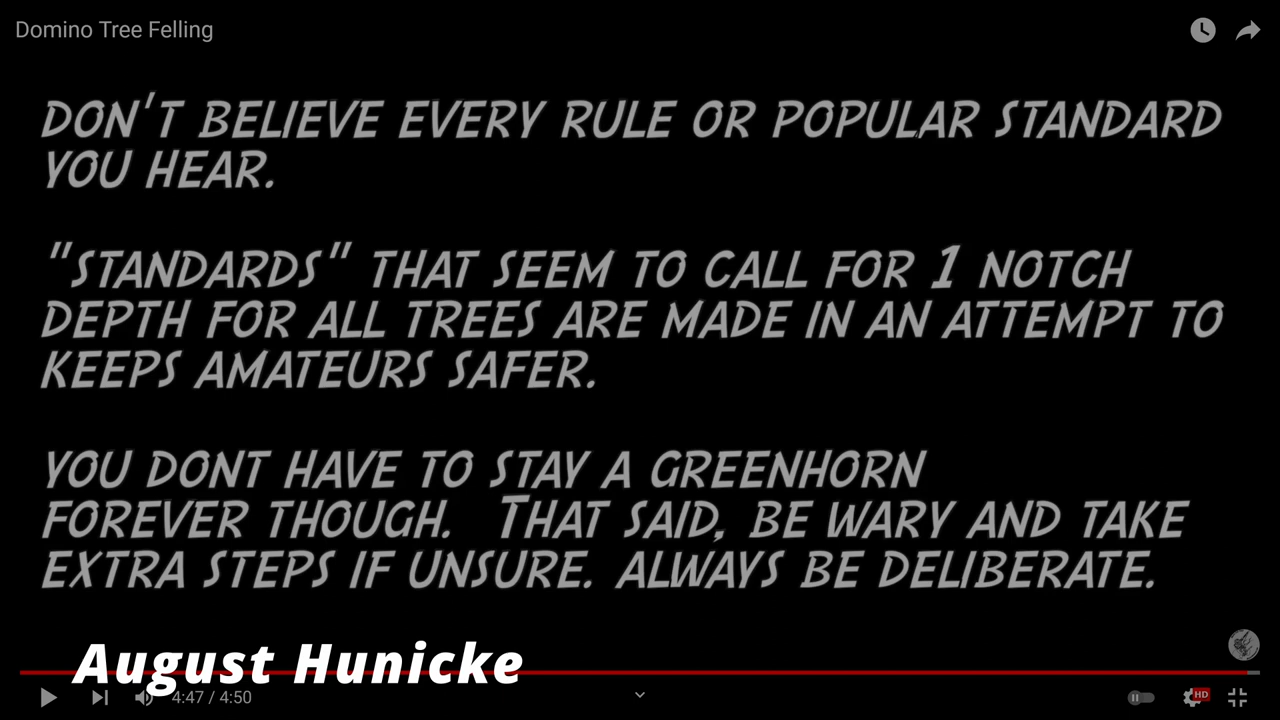 Domino Tree Felling
DON'T BELIEVE EVERY RULE OR POPULAR STANDARD
YOU HEAR.
"STANDARDS" THAT SEEM TO CALL FOR 1 NOTCH
DEPTH FOR ALL TREES ARE MADE IN AN ATTEMPT TO
KEEPS AMATEURS SAFER.
YOU DONT HAVE TO STAY A GREENHORN
FOREVER THOUGH. THAT SAID, BE WARY AND TAKE
EXTRA STEPS IF UNSURE. ALWAYS BE DELIBERATE.
August Hunicke
4:47 / 4:50
HD